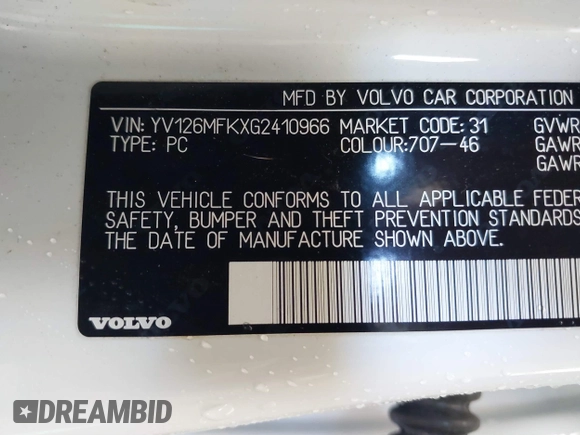 MFD BY VOLVO CAR CORPORATION
VIN: YV126MFKXG2410966 MARKET CODE: 31 GVWR
TYPE: PC COLOUR:707-46 GAWR
GAWR
THIS VEHICLE CONFORMS TO ALL APPLICABLE FEDER
SAFETY, BUMPER AND THEFT PREVENTION STANDARDS
THE DATE OF MANUFACTURE SHOWN ABOVE.
VOLVO
DREAMBID